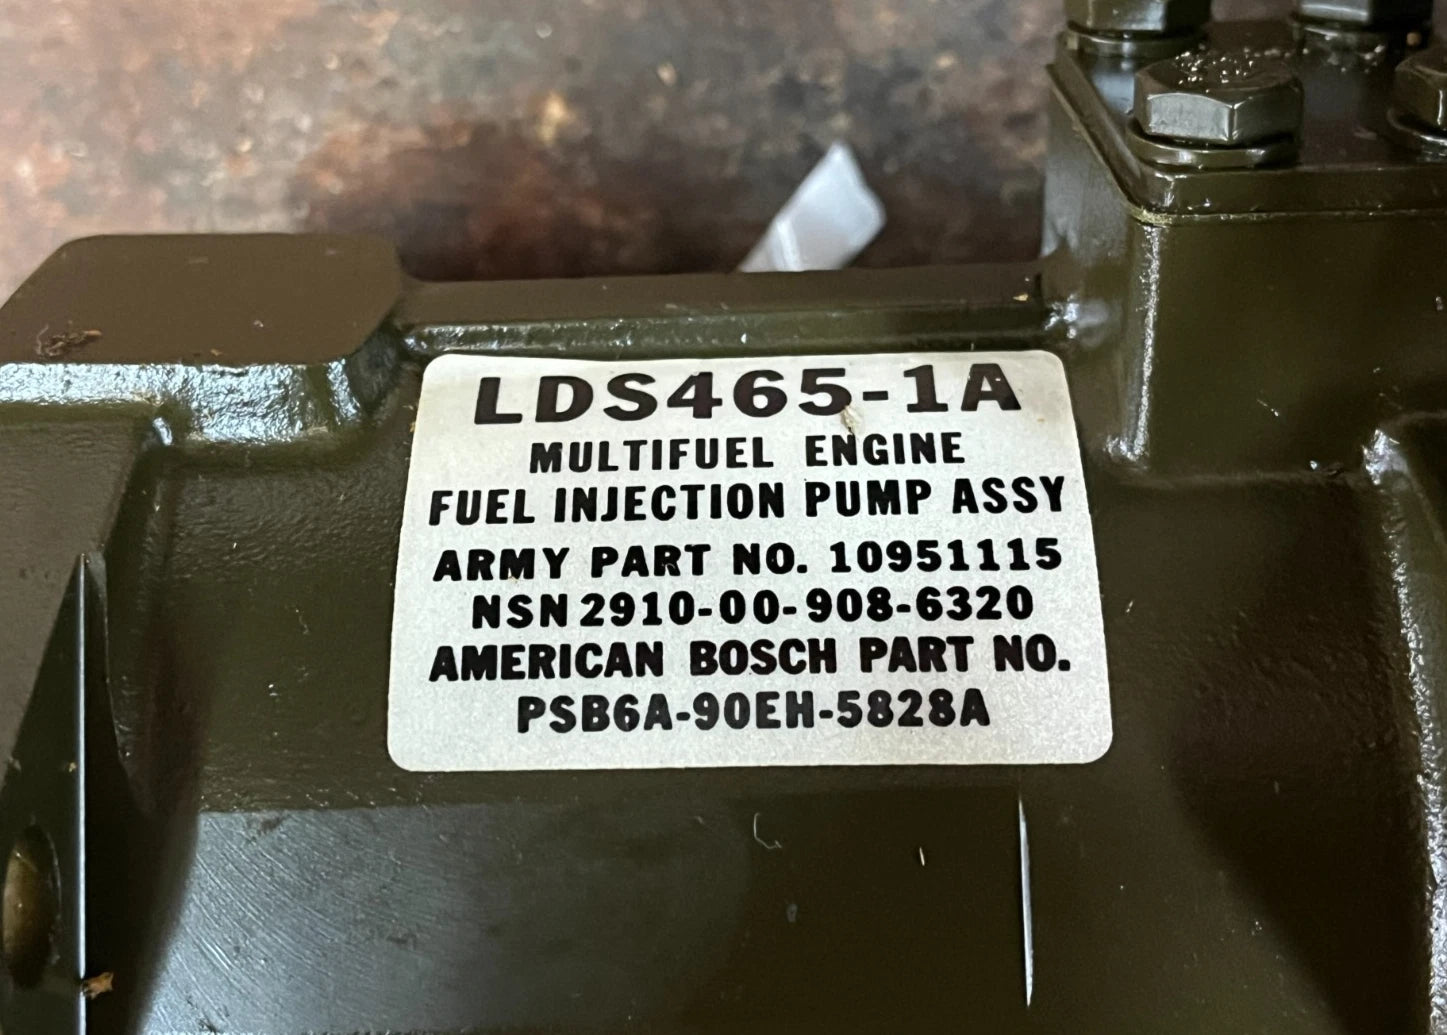 LDS465-1A
MULTIFUEL ENGINE
FUEL INJECTION PUMP ASSY
ARMY PART NO. 10951115
NSN 2910-00-908-6320
AMERICAN BOSCH PART NO.
PSB6A-90EH-5828A